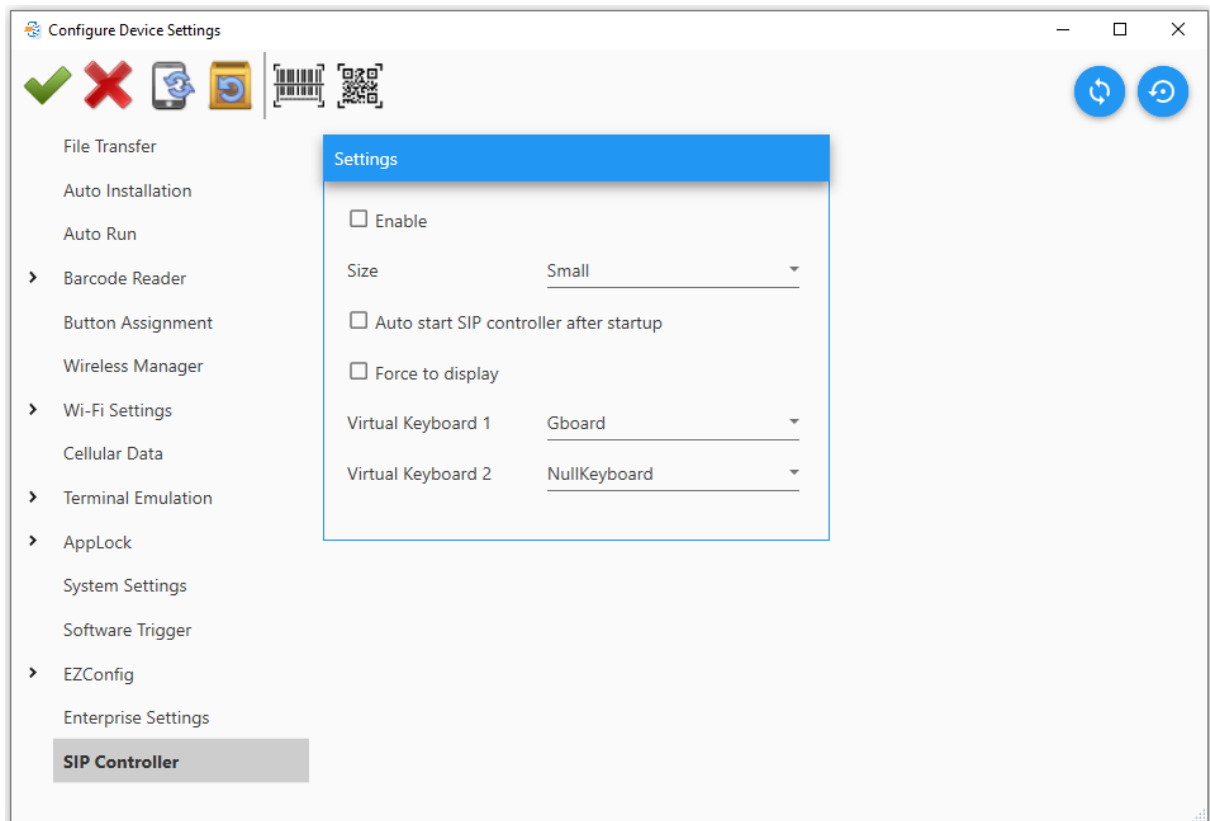 Configure Device Settings
File Transfer
Auto Installation
Auto Run
Barcode Reader
Button Assignment
Wireless Manager
Wi-Fi Settings
Cellular Data
Terminal Emulation
AppLock
System Settings
Software Trigger
EZConfig
Enterprise Settings
SIP Controller
Settings
Enable
Size Small
Auto start SIP controller after startup
Force to display
Virtual Keyboard 1 Gboard
Virtual Keyboard 2 NullKeyboard